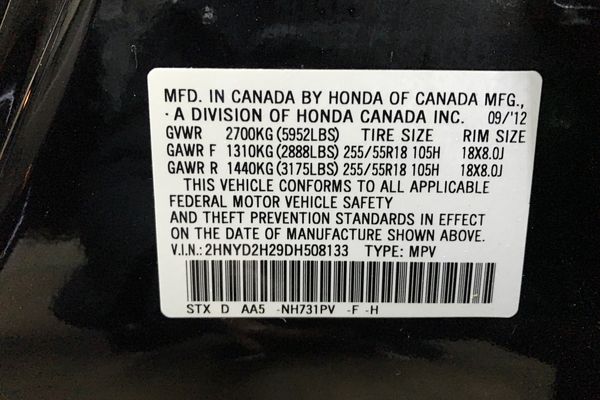 MFD. IN CANADA BY HONDA OF CANADA MFG.,
· A DIVISION OF HONDA CANADA INC. 09/'12
GVWR 2700KG (5952LBS) TIRE SIZE RIM SIZE
GAWR F 1310KG (2888LBS) 255/55R18 105H 18X8.0J
GAWR R 1440KG (3175LBS) 255/55R18 105H 18X8.0J
THIS VEHICLE CONFORMS TO ALL APPLICABLE
FEDERAL MOTOR VEHICLE SAFETY
AND THEFT PREVENTION STANDARDS IN EFFECT
ON THE DATE OF MANUFACTURE SHOWN ABOVE.
V.I.N.: 2HNYD2H29DH508133 TYPE: MPV
STX D AA5 -NH731PV -F -H